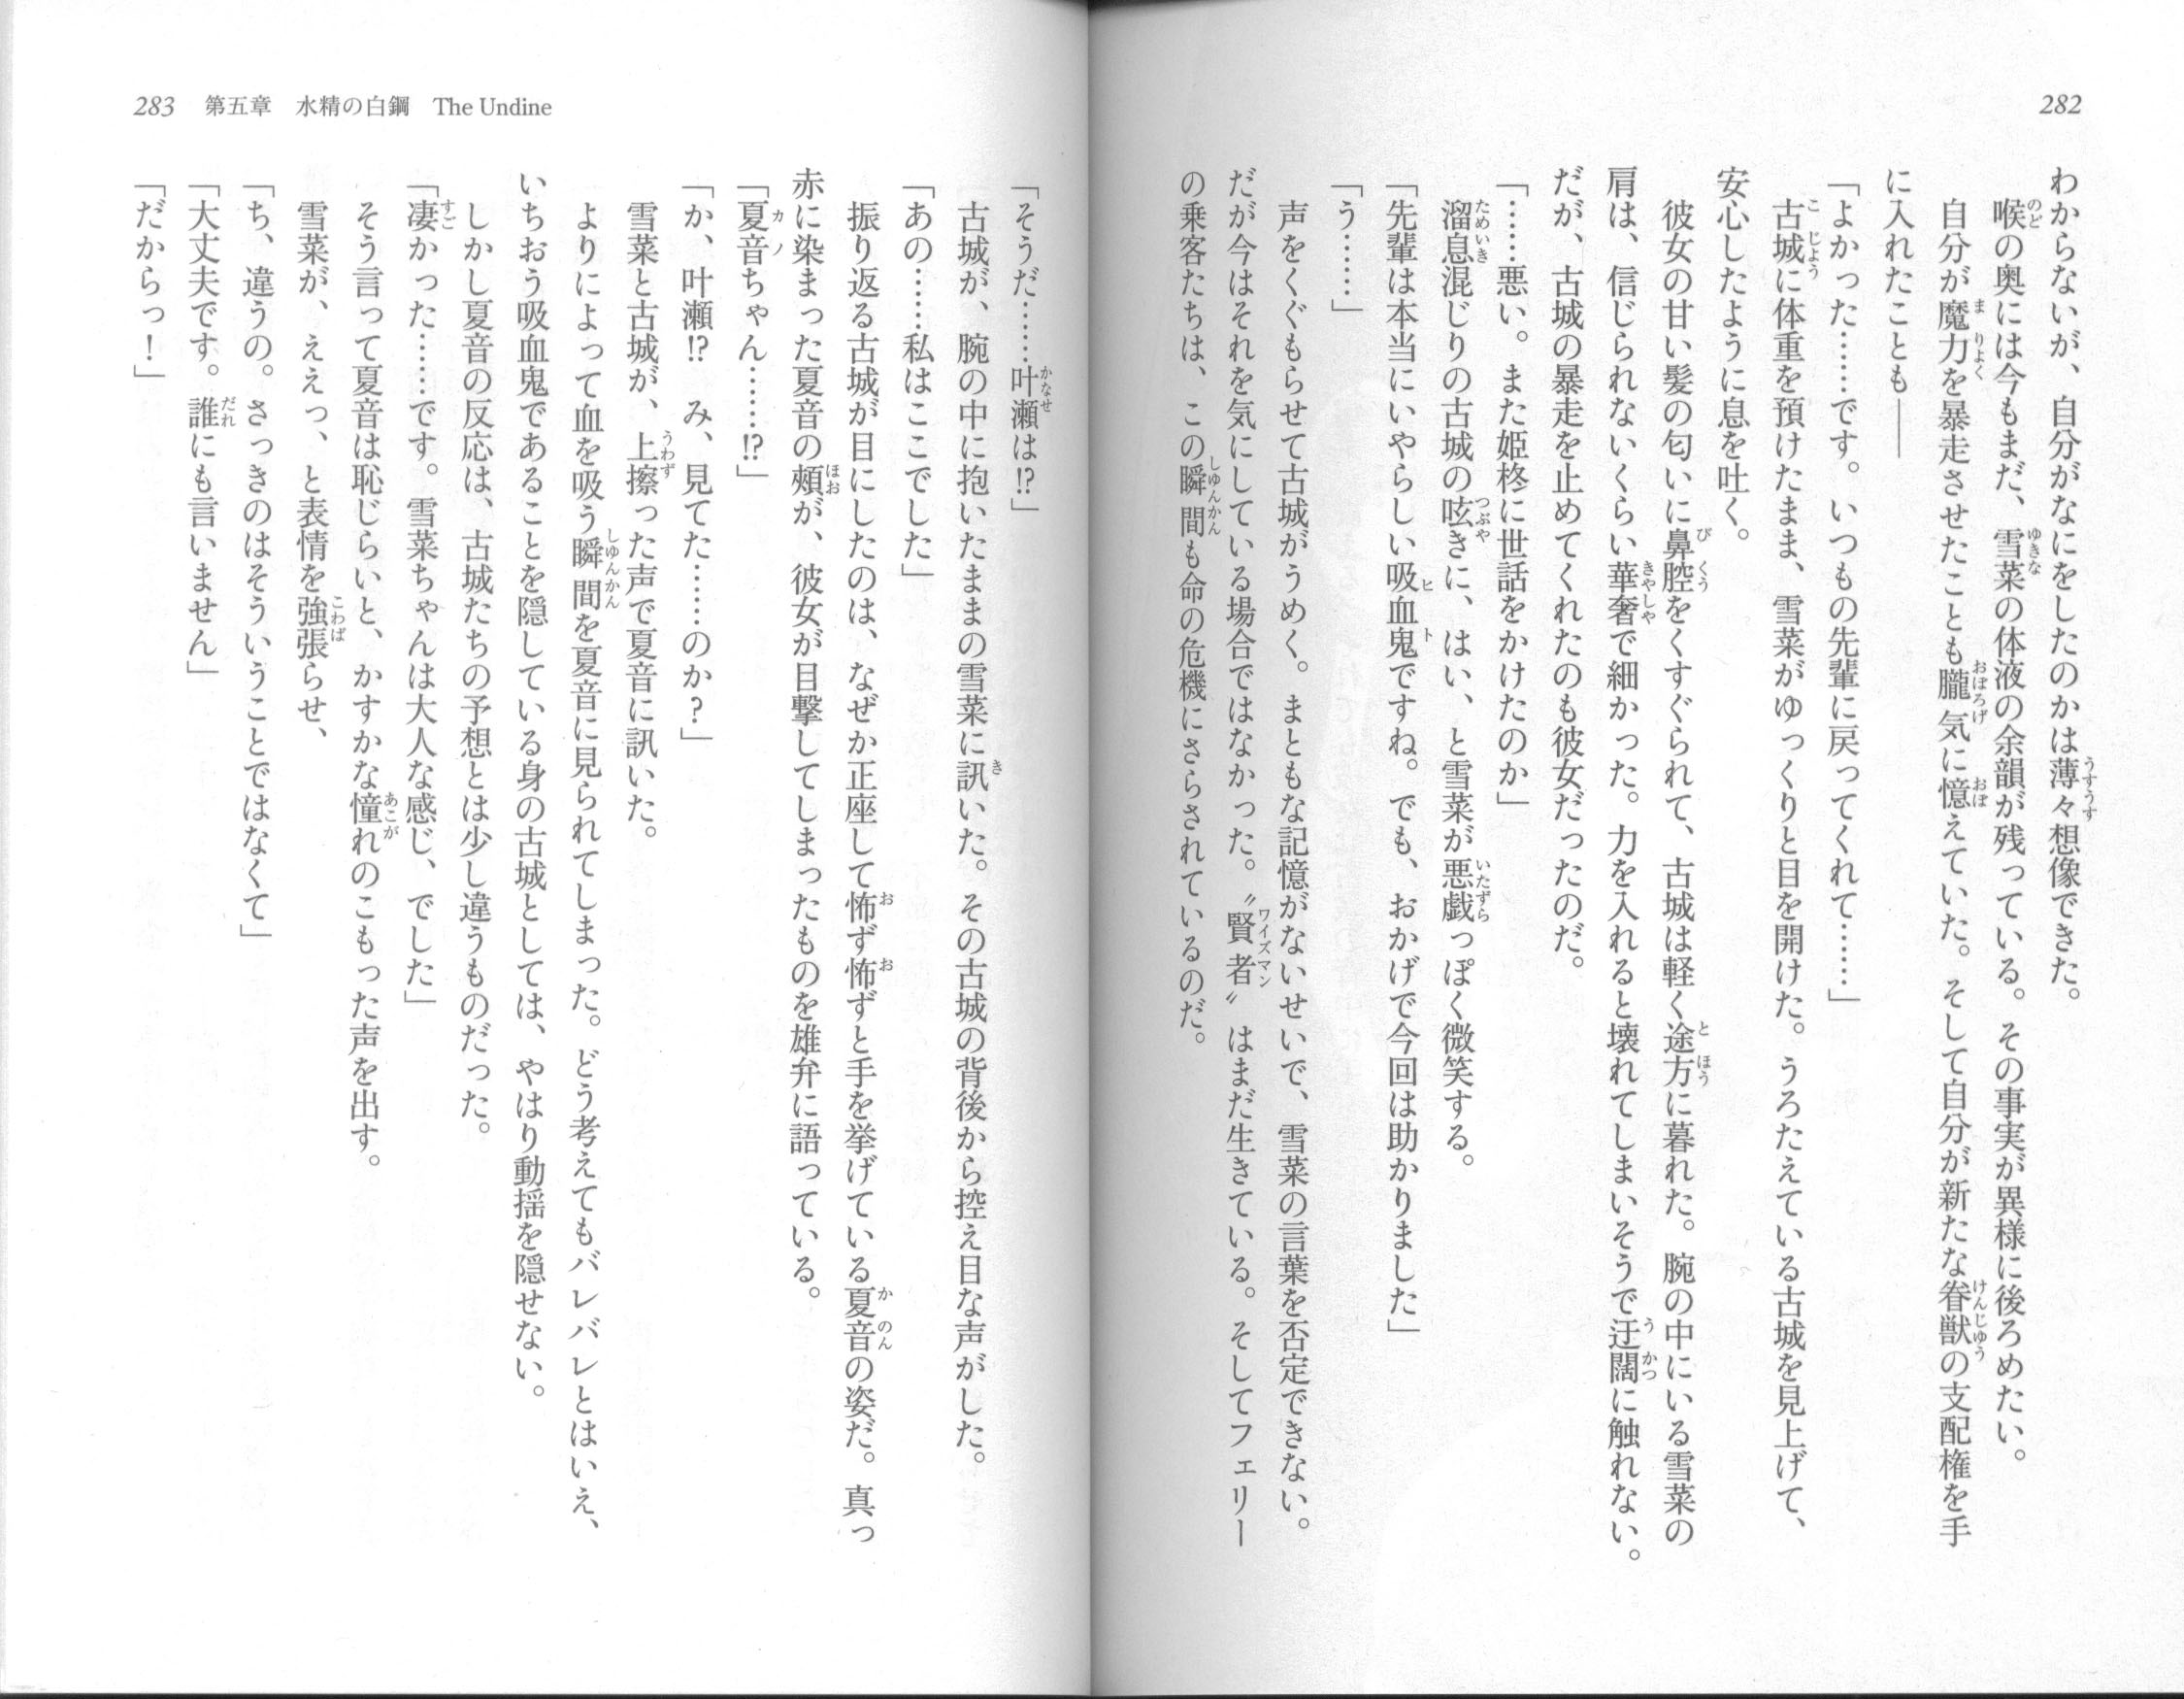 282
わからないが、自分がなにをしたのかは薄々想像できた。
喉の奥には今もまだ、雪菜の体液の余韻が残っている。その事実が異様に後ろめたい。
自分が魔力を暴走させたことも朧気に憶えていた。そして自分が新たな眷獣の支配権を手
に入れたことも――
「よかった……です。いつもの先輩に戻ってくれて……」
古城に体重を預けたまま、雪菜がゆっくりと目を開けた。うろたえている古城を見上げて、
安心したように息を吐く。
彼女の甘い髪の匂いに鼻腔をくすぐられて、古城は軽く途方に暮れた。腕の中にいる雪菜の
肩は、信じられないくらい華奢で細かった。力を入れると壊れてしまいそうで迂闊に触れない。
だが、古城の暴走を止めてくれたのも彼女だったのだ。
「……悪い。また姫柊に世話をかけたのか」
溜息混じりの古城の呟きに、はい、と雪菜が悪戯っぽく微笑する。
「先輩は本当にいやらしい吸血鬼ですね。でも、おかげで今回は助かりました」
「う……」
声をくぐもらせて古城がうめく。まともな記憶がないせいで、雪菜の言葉を否定できない。
だが今はそれを気にしている場合ではなかった。〝賢者〟はまだ生きている。そしてフェリー
の乗客たちは、この瞬間も命の危機にさらされているのだ。
283 第五章 水精の白鋼 The Undine
「そうだ……叶瀬は!?」
古城が、腕の中に抱いたままの雪菜に訊いた。その古城の背後から控え目な声がした。
「あの……私はここでした」
振り返る古城が目にしたのは、なぜか正座して怖ず怖ずと手を挙げている夏音の姿だ。真っ
赤に染まった夏音の頰が、彼女が目撃してしまったものを雄弁に語っている。
「夏音ちゃん……!?」
「か、叶瀬!? み、見てた……のか?」
雪菜と古城が、上擦った声で夏音に訊いた。
よりによって血を吸う瞬間を夏音に見られてしまった。どう考えてもバレバレとはいえ、
いちおう吸血鬼であることを隠している身の古城としては、やはり動揺を隠せない。
しかし夏音の反応は、古城たちの予想とは少し違うものだった。
「凄かった……です。雪菜ちゃんは大人な感じ、でした」
そう言って夏音は恥じらいと、かすかな憧れのこもった声を出す。
雪菜が、ええっ、と表情を強張らせ、
「ち、違うの。さっきのはそういうことではなくて」
「大丈夫です。誰にも言いません」
「だからっ！」